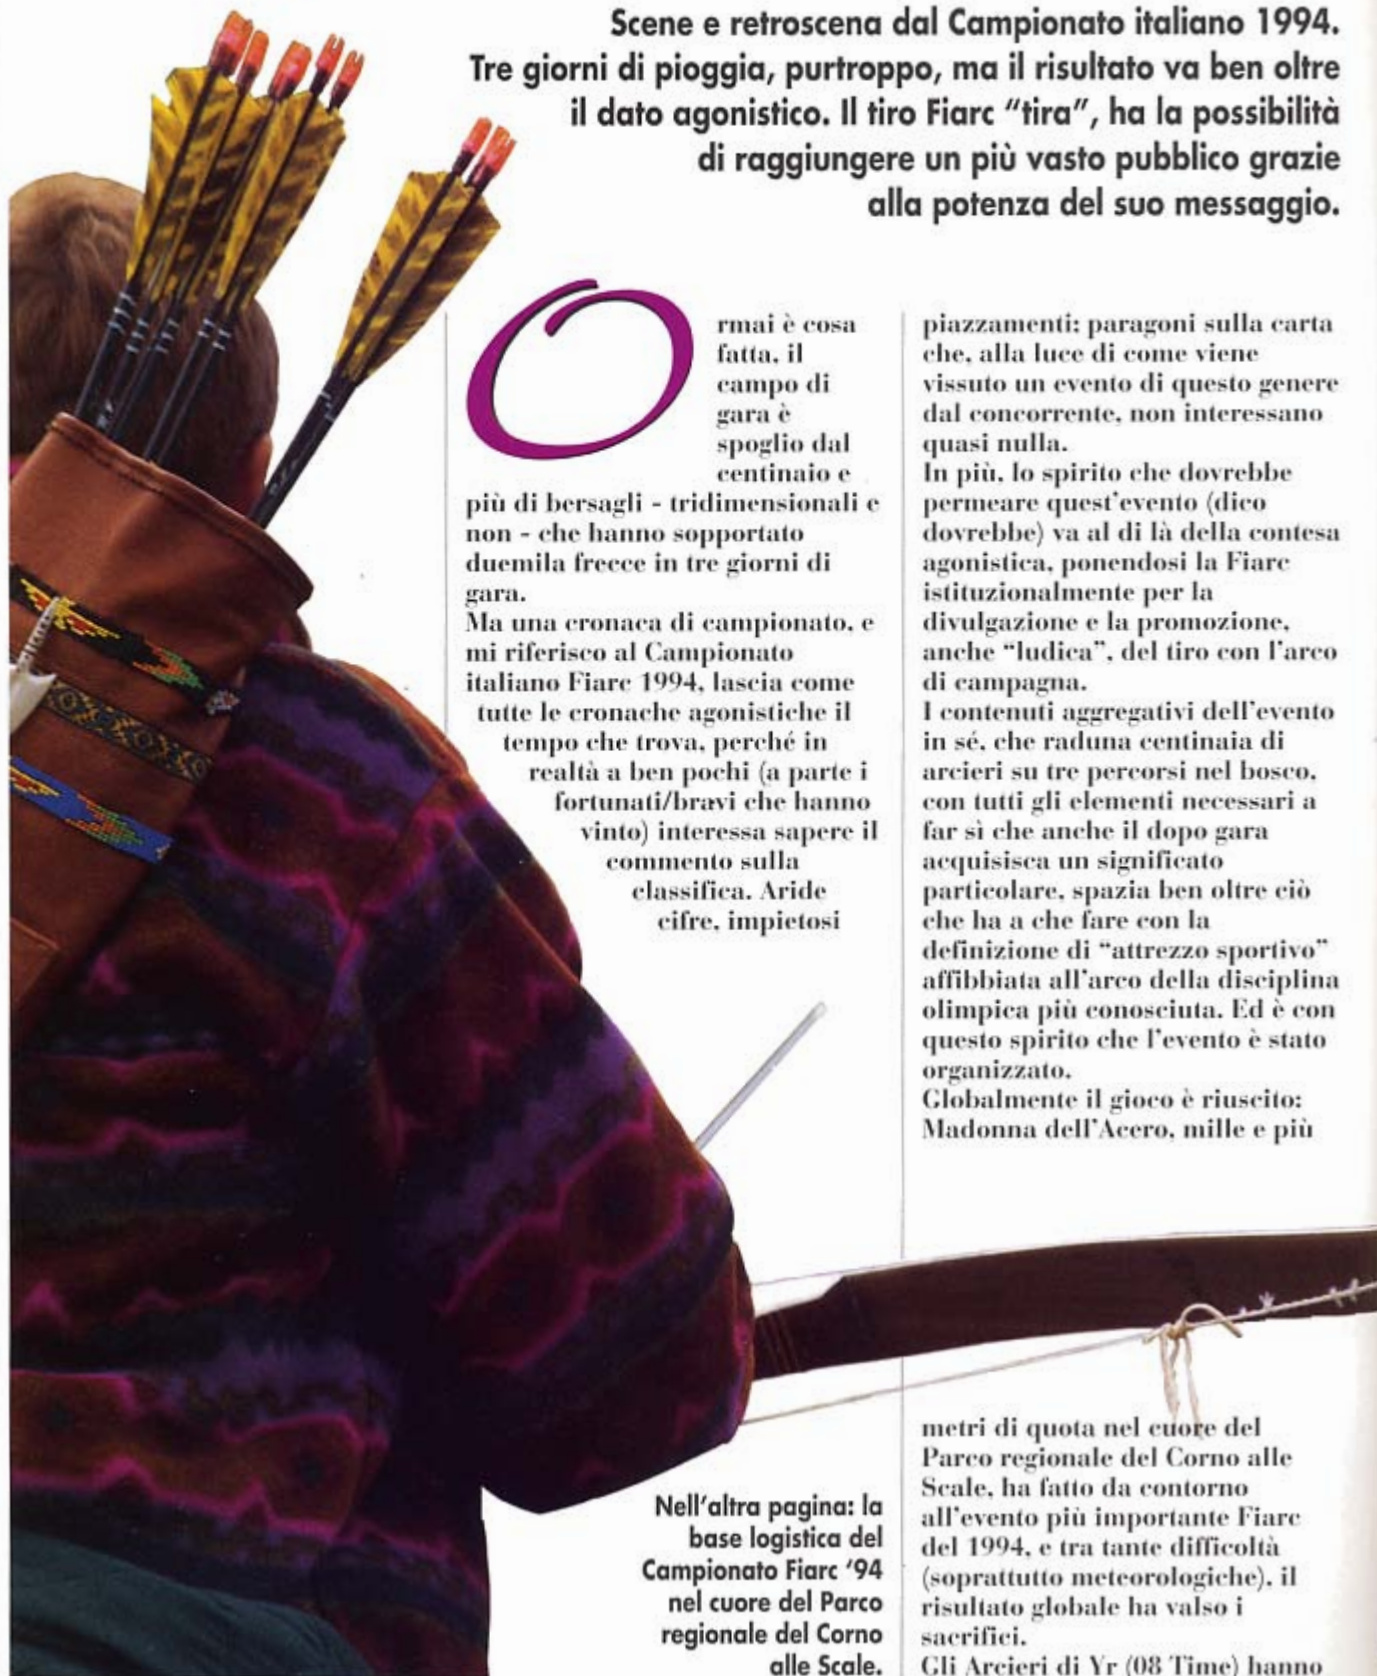 Scene e retroscena dal Campionato italiano 1994.
Tre giorni di pioggia, purtroppo, ma il risultato va ben oltre
il dato agonistico. Il tiro Fiarc “tira”, ha la possibilità
di raggiungere un più vasto pubblico grazie
alla potenza del suo messaggio.
Ormai è cosa
fatta, il
campo di
gara è
spoglio dal
centinaio e
più di bersagli - tridimensionali e
non - che hanno sopportato
duemila frecce in tre giorni di
gara.
Ma una cronaca di campionato, e
mi riferisco al Campionato
italiano Fiarc 1994, lascia come
tutte le cronache agonistiche il
tempo che trova, perché in
realtà a ben pochi (a parte i
fortunati/bravi che hanno
vinto) interessa sapere il
commento sulla
classifica. Aride
cifre, impietosi
piazzamenti: paragoni sulla carta
che, alla luce di come viene
vissuto un evento di questo genere
dal concorrente, non interessano
quasi nulla.
In più, lo spirito che dovrebbe
permeare quest'evento (dico
dovrebbe) va al di là della contesa
agonistica, ponendosi la Fiarc
istituzionalmente per la
divulgazione e la promozione,
anche “ludica”, del tiro con l'arco
di campagna.
I contenuti aggregativi dell'evento
in sé, che raduna centinaia di
arcieri su tre percorsi nel bosco,
con tutti gli elementi necessari a
far sì che anche il dopo gara
acquisisca un significato
particolare, spazia ben oltre ciò
che ha a che fare con la
definizione di “attrezzo sportivo”
affibbiata all'arco della disciplina
olimpica più conosciuta. Ed è con
questo spirito che l'evento è stato
organizzato.
Globalmente il gioco è riuscito:
Madonna dell'Acero, mille e più
metri di quota nel cuore del
Parco regionale del Corno alle
Scale, ha fatto da contorno
all'evento più importante Fiarc
del 1994, e tra tante difficoltà
(soprattutto meteorologiche), il
risultato globale ha valso i
sacrifici.
Gli Arcieri di Yr (08 Time) hanno
Nell'altra pagina: la
base logistica del
Campionato Fiarc '94
nel cuore del Parco
regionale del Corno
alle Scale.